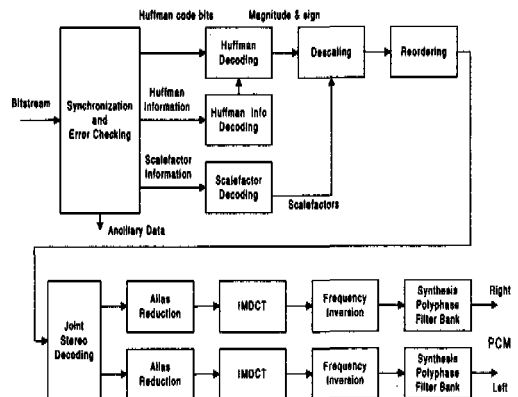 Huffman code bits
Magnitude & sign
Huffman
Decoding
Descaling
Reordering
Bitstream
Synchronization
and
Error Checking
Huffman
Information
Huffman Info
Decoding
Scalefactor
Information
Scalefactor
Decoding
Scalefactors
Ancillary Data
Joint
Stereo
Decoding
Alias
Reduction
IMDCT
Frequency
Inversion
Synthesis
Polyphase
Filter Bank
Right
PCM
Alias
Reduction
IMDCT
Frequency
Inversion
Synthesis
Polyphase
Filter Bank
Left